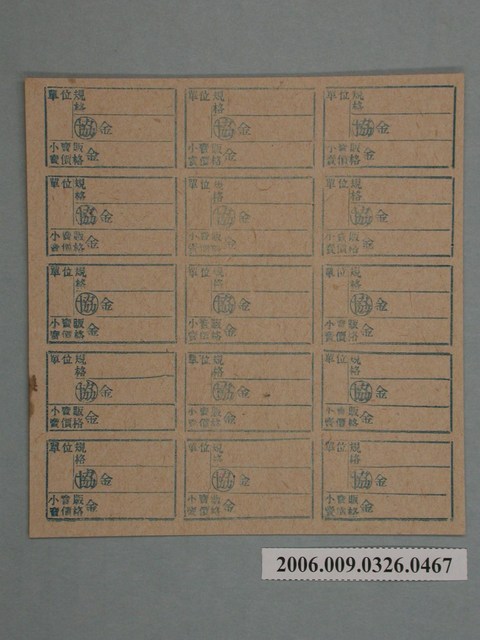 單位規
格
協 金
小賣販
賣價格 金
單位規
格
協 金
小賣販
賣價格 金
單位規
格
協 金
小賣販
賣價格 金
單位規
格
協 金
小賣販
賣價格 金
單位規
格
協 金
小賣販
賣價格 金
單位規
格
協 金
小賣販
賣價格 金
單位規
格
協 金
小賣販
賣價格 金
單位規
格
協 金
小賣販
賣價格 金
單位規
格
協 金
小賣販
賣價格 金
單位規
格
協 金
小賣販
賣價格 金
單位規
格
協 金
小賣販
賣價格 金
單位規
格
協 金
小賣販
賣價格 金
單位規
格
協 金
小賣販
賣價格 金
單位規
格
協 金
小賣販
賣價格 金
單位規
格
協 金
小賣販
賣價格 金
2006.009.0326.0467